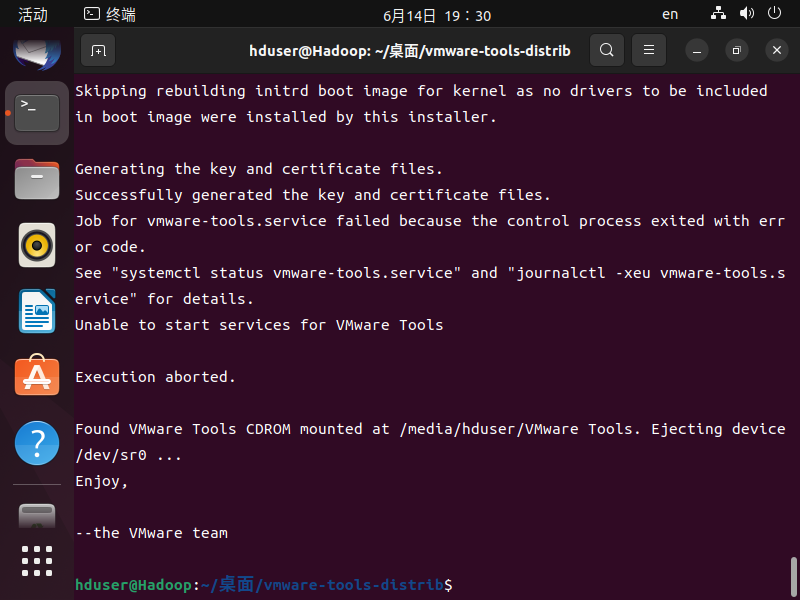 活动 终端 6月14日 19：30 en
hduser@Hadoop: ~/桌面/vmware-tools-distrib
Skipping rebuilding initrd boot image for kernel as no drivers to be included
in boot image were installed by this installer.
Generating the key and certificate files.
Successfully generated the key and certificate files.
Job for vmware-tools.service failed because the control process exited with err
or code.
See "systemctl status vmware-tools.service" and "journalctl -xeu vmware-tools.s
ervice" for details.
Unable to start services for VMware Tools
Execution aborted.
Found VMware Tools CDROM mounted at /media/hduser/VMware Tools. Ejecting device
/dev/sr0 ...
Enjoy,
--the VMware team
hduser@Hadoop:~/桌面/vmware-tools-distrib$